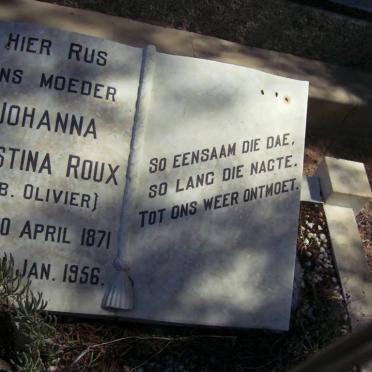 HIER RUS
NS MOEDER
JOHANNA
STINA ROUX
B. OLIVIER)
0 APRIL 1871
JAN. 1956.
SO EENSAAM DIE DAE,
SO LANG DIE NAGTE,
TOT ONS WEER ONTMOET.